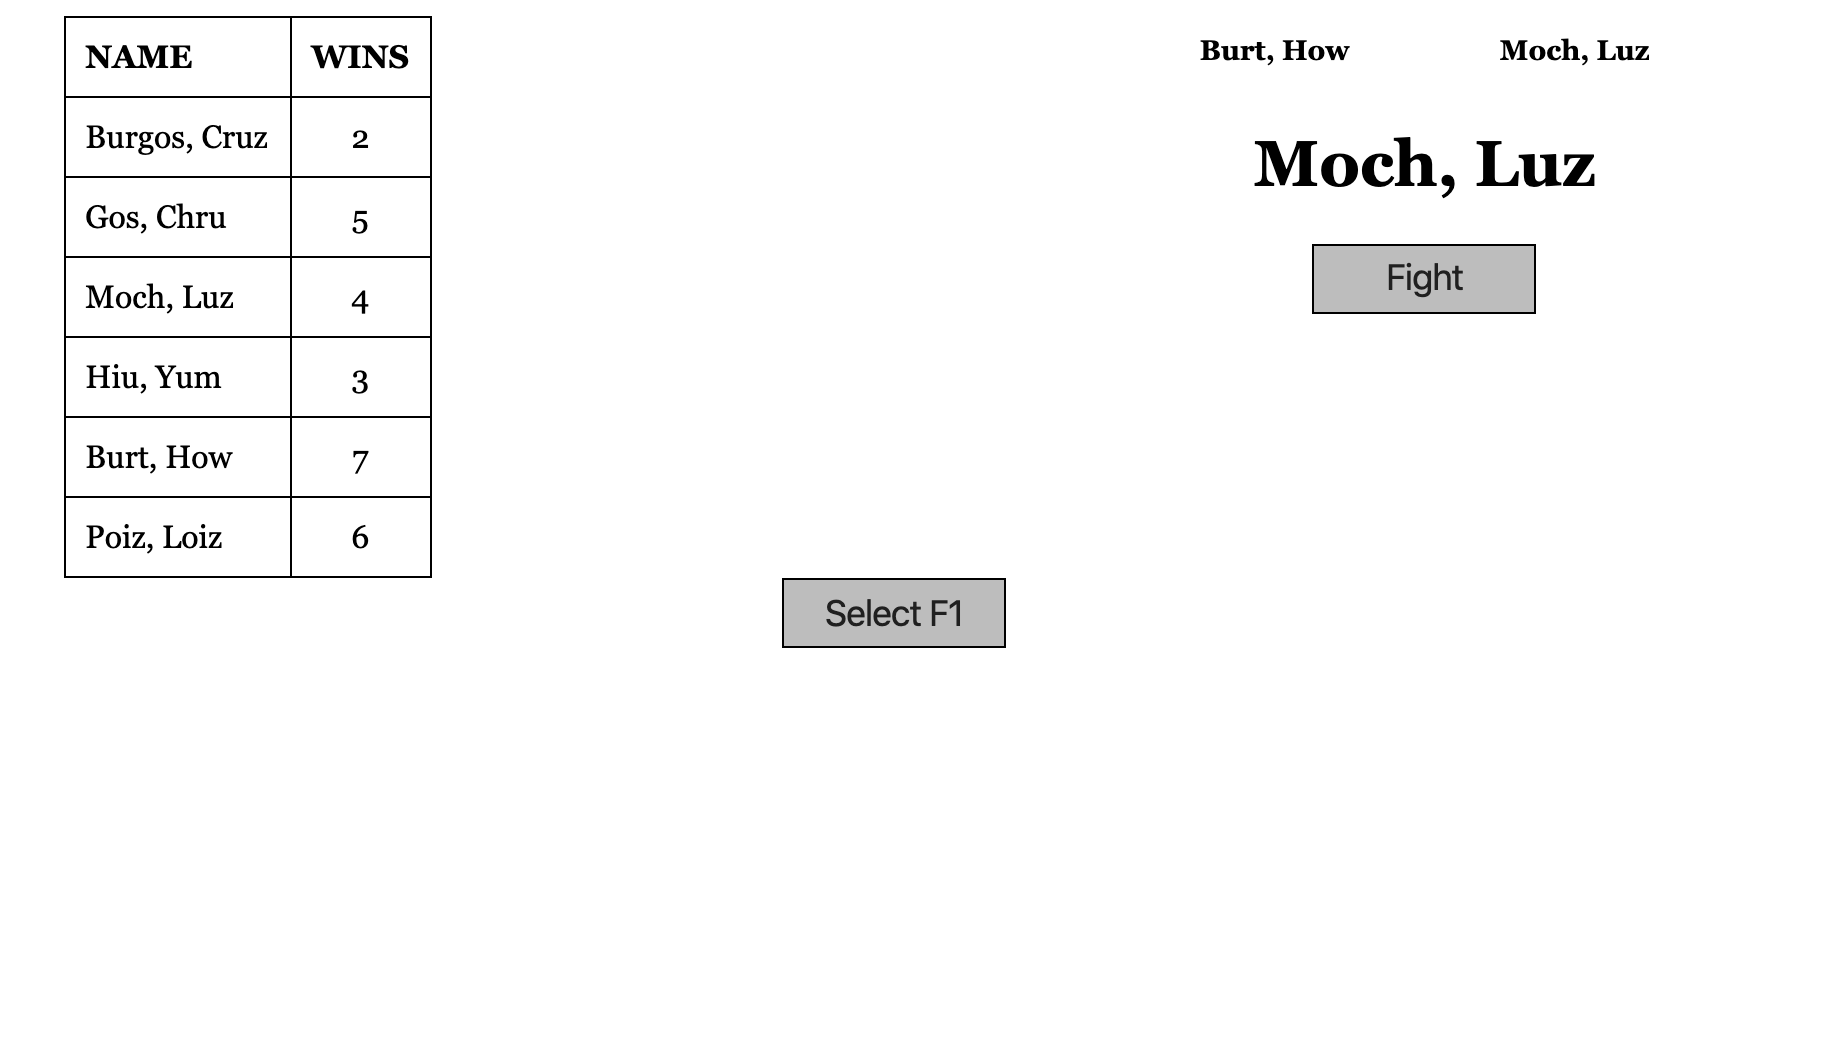 NAME WINS
Burgos, Cruz 2
Gos, Chru 5
Moch, Luz 4
Hiu, Yum 3
Burt, How 7
Poiz, Loiz 6
Select F1
Burt, How Moch, Luz
Moch, Luz
Fight